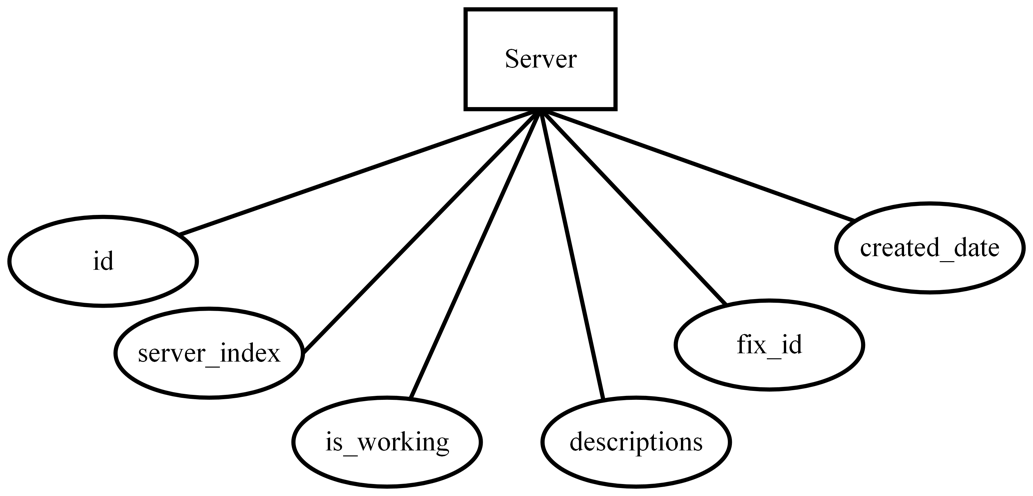 Server
id
server_index
is_working
descriptions
fix_id
created_date